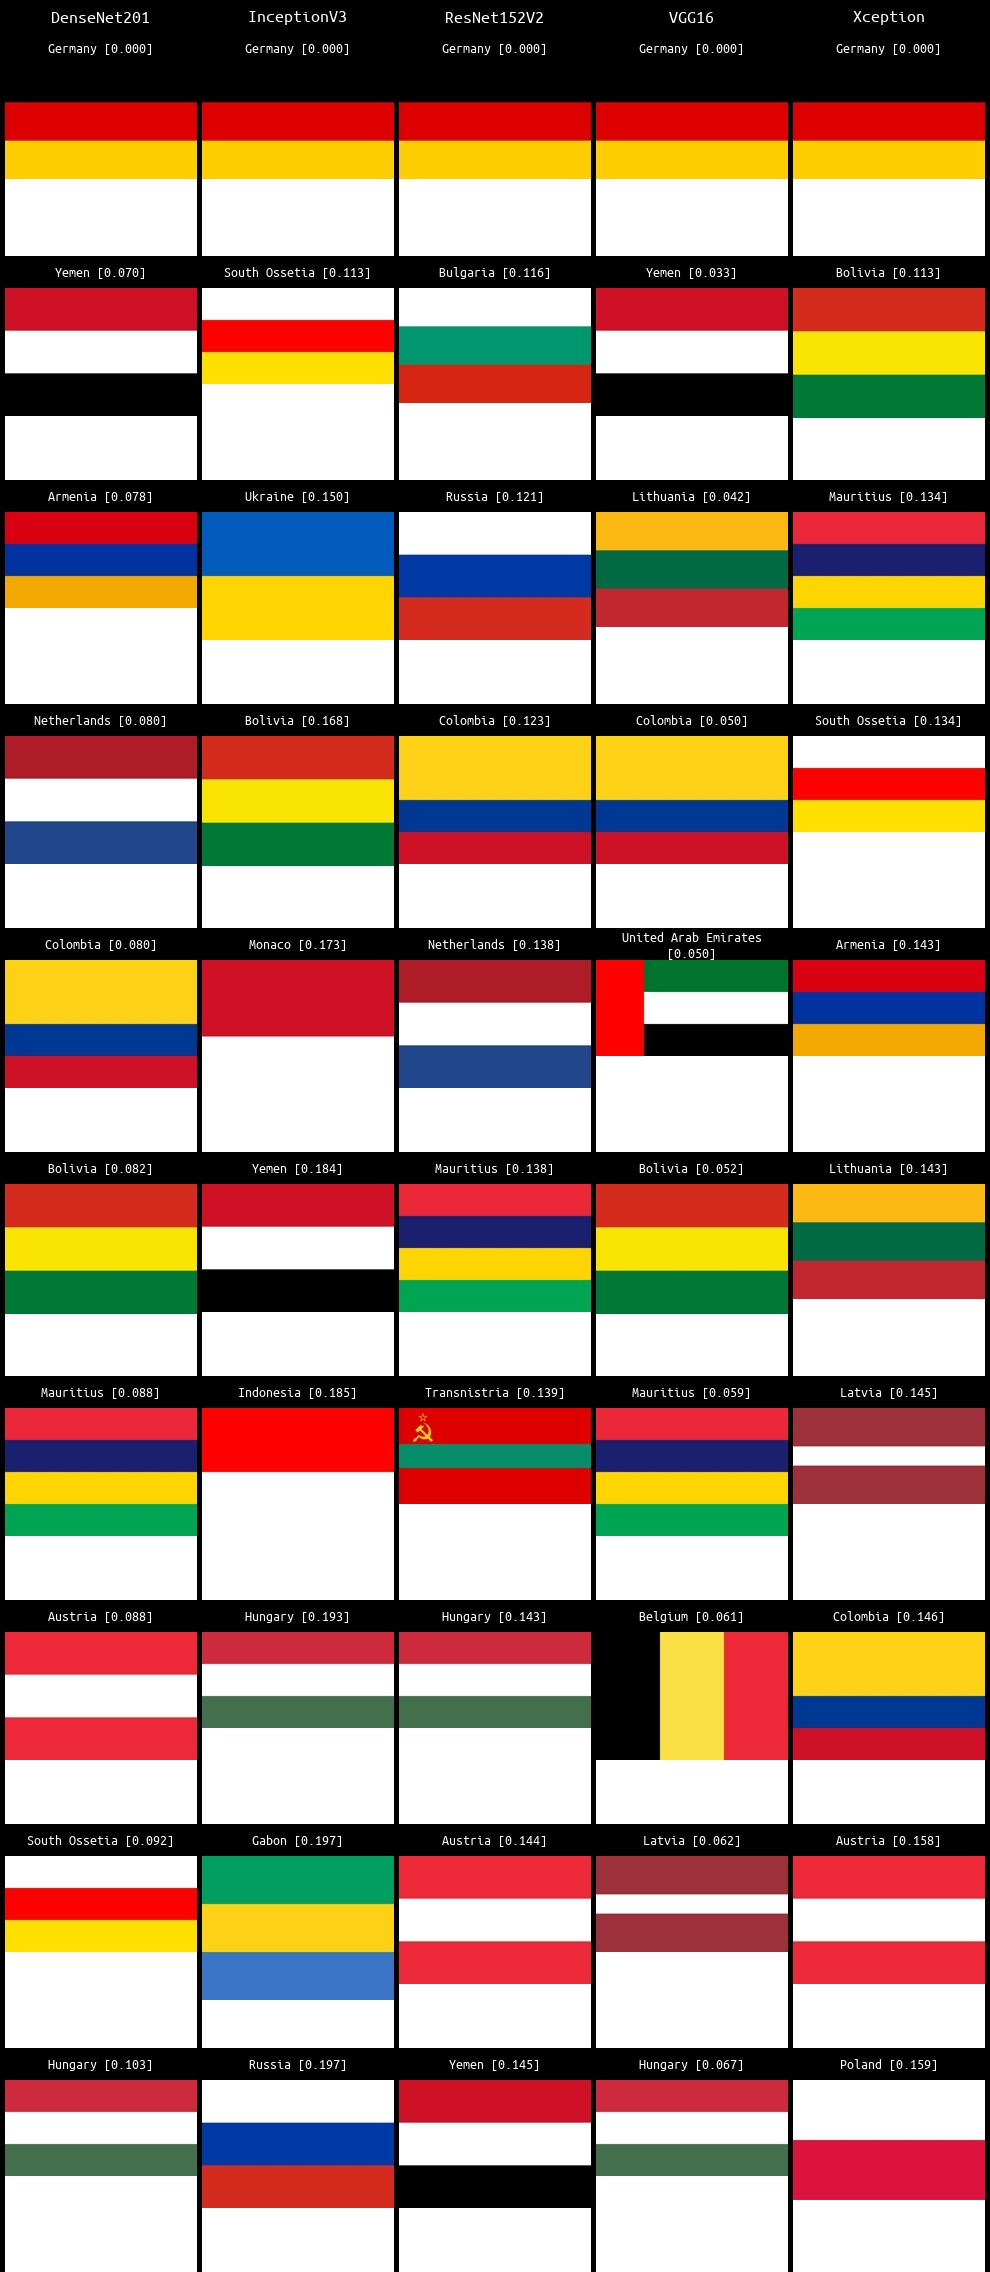 DenseNet201 InceptionV3 ResNet152V2 VGG16 Xception
Germany [0.000] Germany [0.000] Germany [0.000] Germany [0.000] Germany [0.000]
Yemen [0.070] South Ossetia [0.113] Bulgaria [0.116] Yemen [0.033] Bolivia [0.113]
Armenia [0.078] Ukraine [0.150] Russia [0.121] Lithuania [0.042] Mauritius [0.134]
Netherlands [0.080] Bolivia [0.168] Colombia [0.123] Colombia [0.050] South Ossetia [0.134]
Colombia [0.080] Monaco [0.173] Netherlands [0.138] United Arab Emirates
[0.050] Armenia [0.143]
Bolivia [0.082] Yemen [0.184] Mauritius [0.138] Bolivia [0.052] Lithuania [0.143]
Mauritius [0.088] Indonesia [0.185] Transnistria [0.139] Mauritius [0.059] Latvia [0.145]
Austria [0.088] Hungary [0.193] Hungary [0.143] Belgium [0.061] Colombia [0.146]
South Ossetia [0.092] Gabon [0.197] Austria [0.144] Latvia [0.062] Austria [0.158]
Hungary [0.103] Russia [0.197] Yemen [0.145] Hungary [0.067] Poland [0.159]